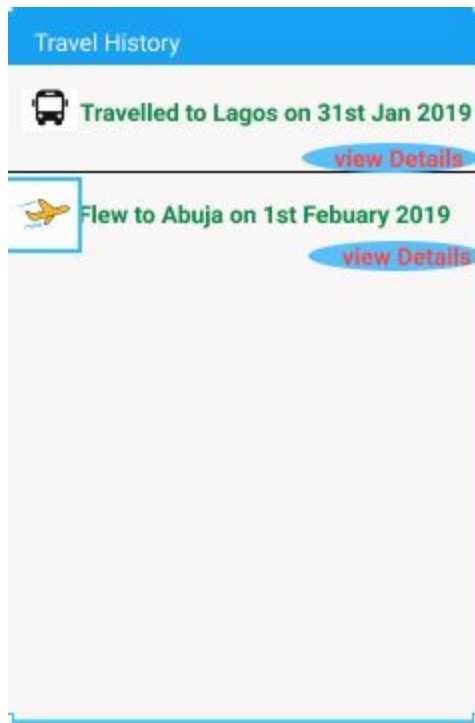 Travel History
Travelled to Lagos on 31st Jan 2019
view Details
Flew to Abuja on 1st Febuary 2019
view Details